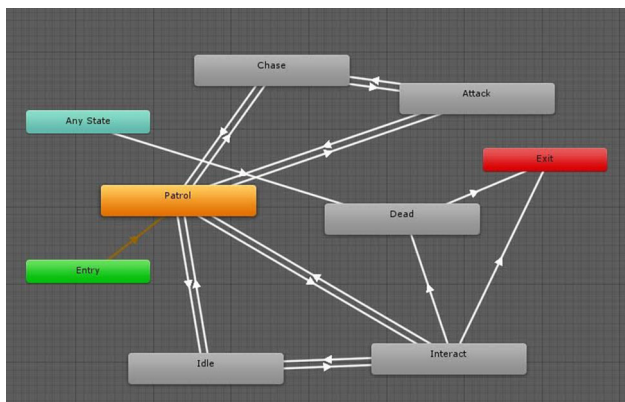 Chase
Attack
Any State
Exit
Patrol
Dead
Entry
Interact
Idle